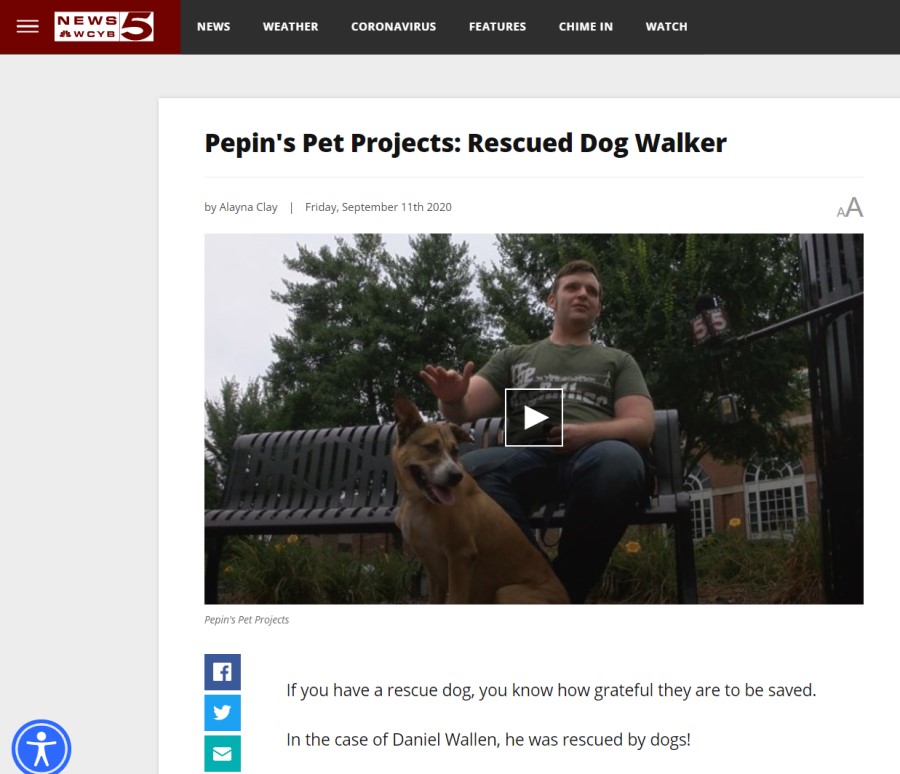 NEWS 5
WCYB
NEWS WEATHER CORONAVIRUS FEATURES CHIME IN WATCH
Pepin's Pet Projects: Rescued Dog Walker
by Alayna Clay | Friday, September 11th 2020
AA
The
55
Pepin's Pet Projects
If you have a rescue dog, you know how grateful they are to be saved.
In the case of Daniel Wallen, he was rescued by dogs!